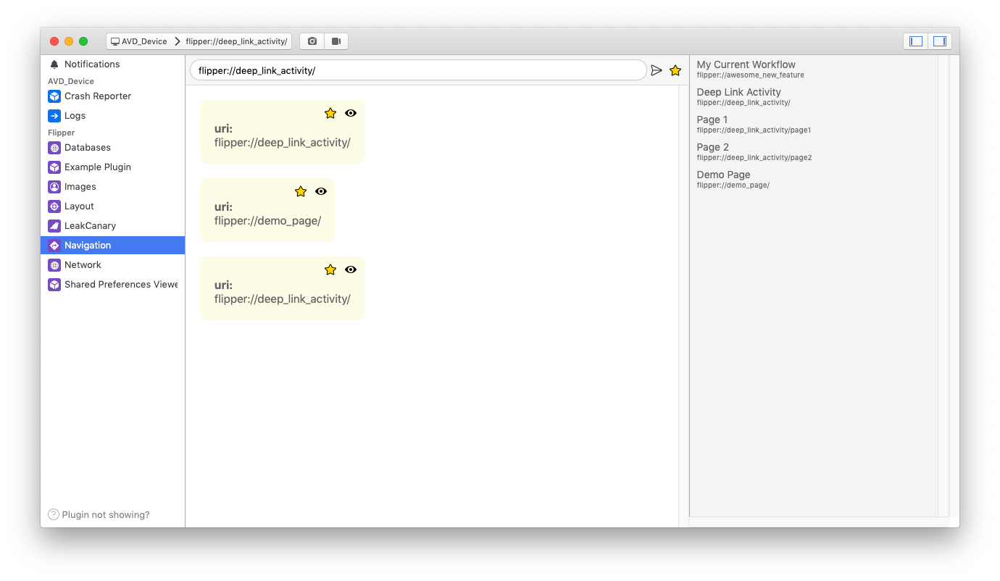 AVD_Device
flipper://deep_link_activity/
Notifications
AVD_Device
Crash Reporter
Logs
Flipper
Databases
Example Plugin
Images
Layout
LeakCanary
Navigation
Network
Shared Preferences Viewe
? Plugin not showing?
flipper://deep_link_activity/
uri:
flipper://deep_link_activity/
uri:
flipper://demo_page/
uri:
flipper://deep_link_activity/
My Current Workflow
flipper://awesome_new_feature
Deep Link Activity
flipper://deep_link_activity/
Page 1
flipper://deep_link_activity/page1
Page 2
flipper://deep_link_activity/page2
Demo Page
flipper://demo_page/